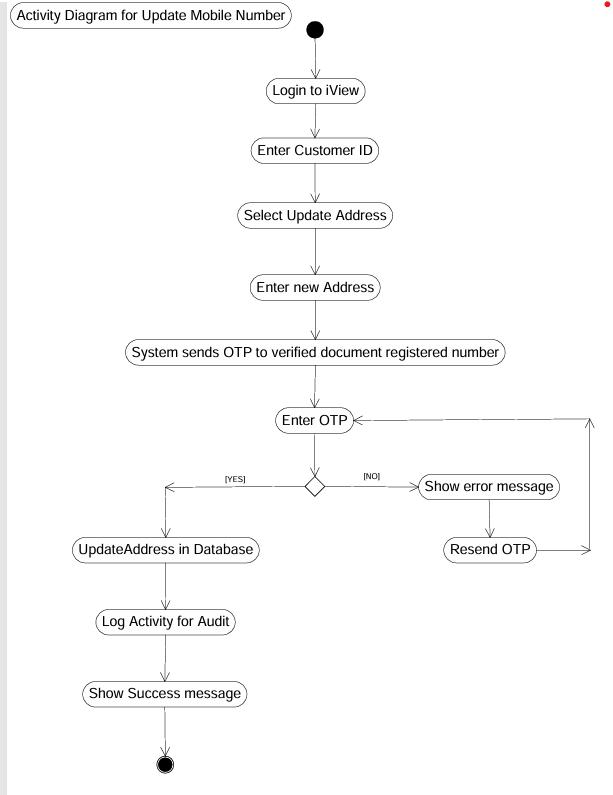 Activity Diagram for Update Mobile Number
Login to iView
Enter Customer ID
Select Update Address
Enter new Address
System sends OTP to verified document registered number
Enter OTP
[YES]
[NO]
Show error message
UpdateAddress in Database
Resend OTP
Log Activity for Audit
Show Success message